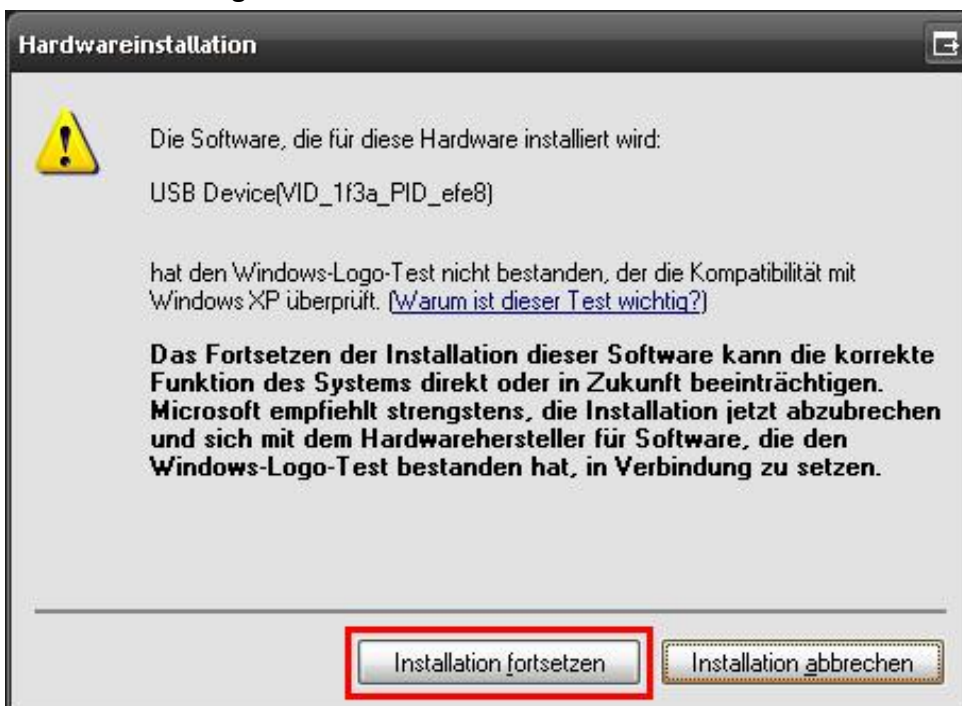 Hardwareinstallation
Die Software, die für diese Hardware installiert wird:
USB Device(VID_1f3a_PID_efe8)
hat den Windows-Logo-Test nicht bestanden, der die Kompatibilität mit
Windows XP überprüft. (Warum ist dieser Test wichtig?)
Das Fortsetzen der Installation dieser Software kann die korrekte
Funktion des Systems direkt oder in Zukunft beeinträchtigen.
Microsoft empfiehlt strengstens, die Installation jetzt abzubrechen
und sich mit dem Hardwarehersteller für Software, die den
Windows-Logo-Test bestanden hat, in Verbindung zu setzen.
Installation fortsetzen Installation abbrechen